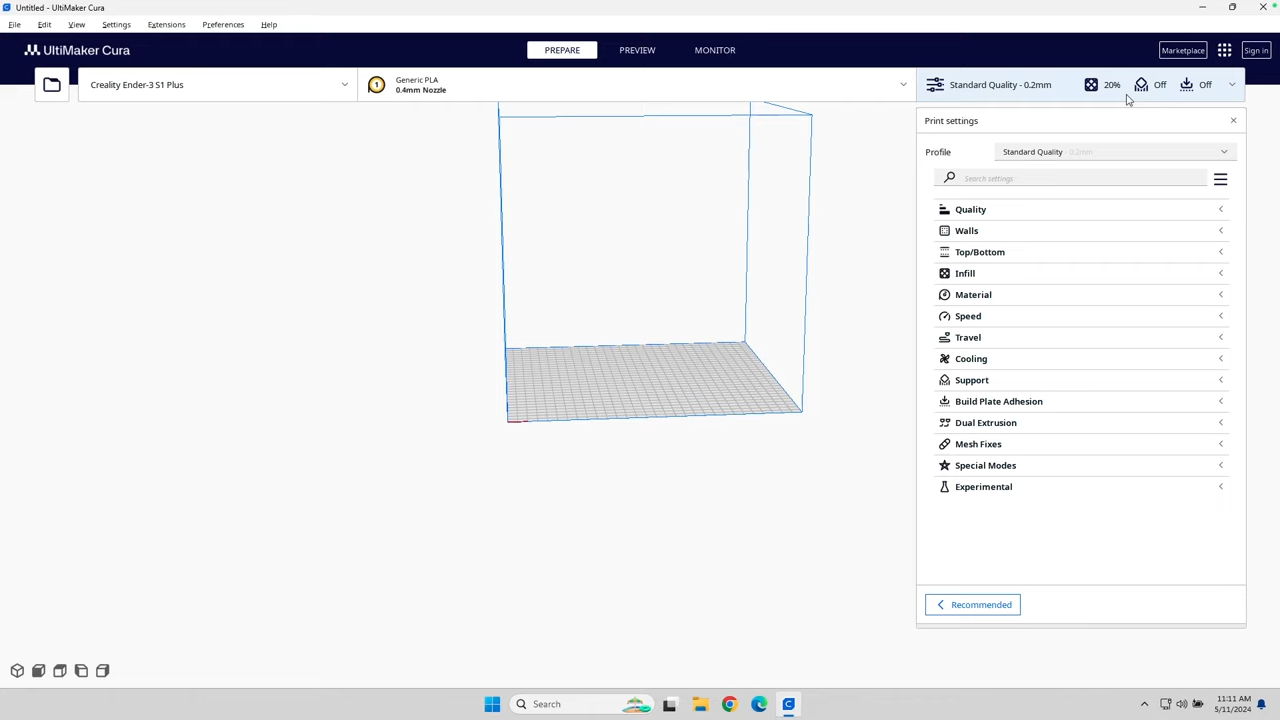 Untitled - UltiMaker Cura
File Edit View Settings Extensions Preferences Help
UltiMaker Cura
PREPARE PREVIEW MONITOR
Marketplace Sign in
Creality Ender-3 S1 Plus
1
Generic PLA
0.4mm Nozzle
Standard Quality - 0.2mm 20% Off Off
Print settings
Profile Standard Quality - 0.2mm
Search settings
Quality
Walls
Top/Bottom
Infill
Material
Speed
Travel
Cooling
Support
Build Plate Adhesion
Dual Extrusion
Mesh Fixes
Special Modes
Experimental
Recommended
Search
11:11 AM
5/11/2024